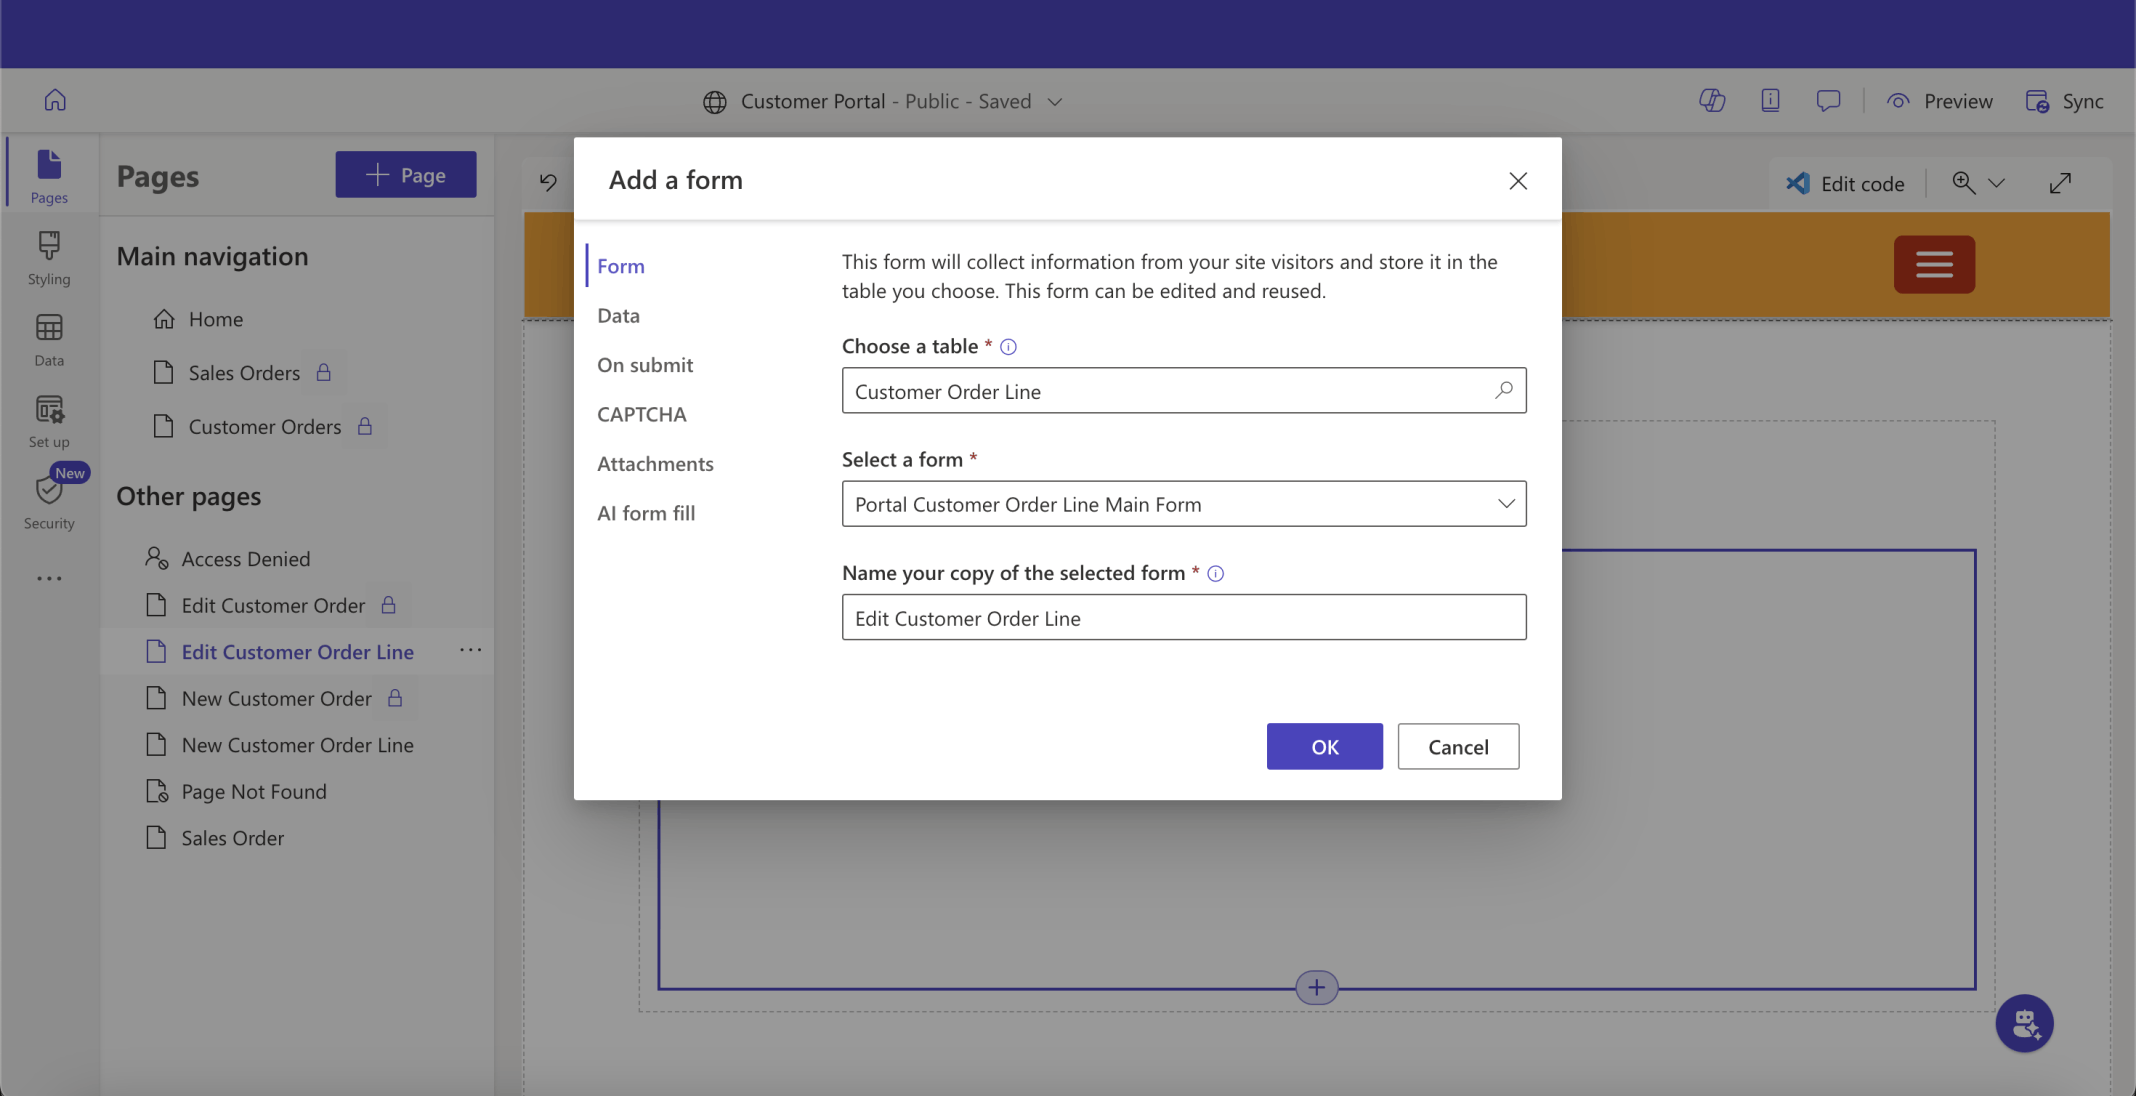 Customer Portal - Public - Saved
Preview
Sync
Pages
Styling
Data
Set up
New
Security
Pages
Page
Main navigation
Home
Sales Orders
Customer Orders
Other pages
Access Denied
Edit Customer Order
Edit Customer Order Line
New Customer Order
New Customer Order Line
Page Not Found
Sales Order
Edit code
Add a form
Form
Data
On submit
CAPTCHA
Attachments
AI form fill
This form will collect information from your site visitors and store it in the
table you choose. This form can be edited and reused.
Choose a table *
Customer Order Line
Select a form *
Portal Customer Order Line Main Form
Name your copy of the selected form *
Edit Customer Order Line
OK
Cancel